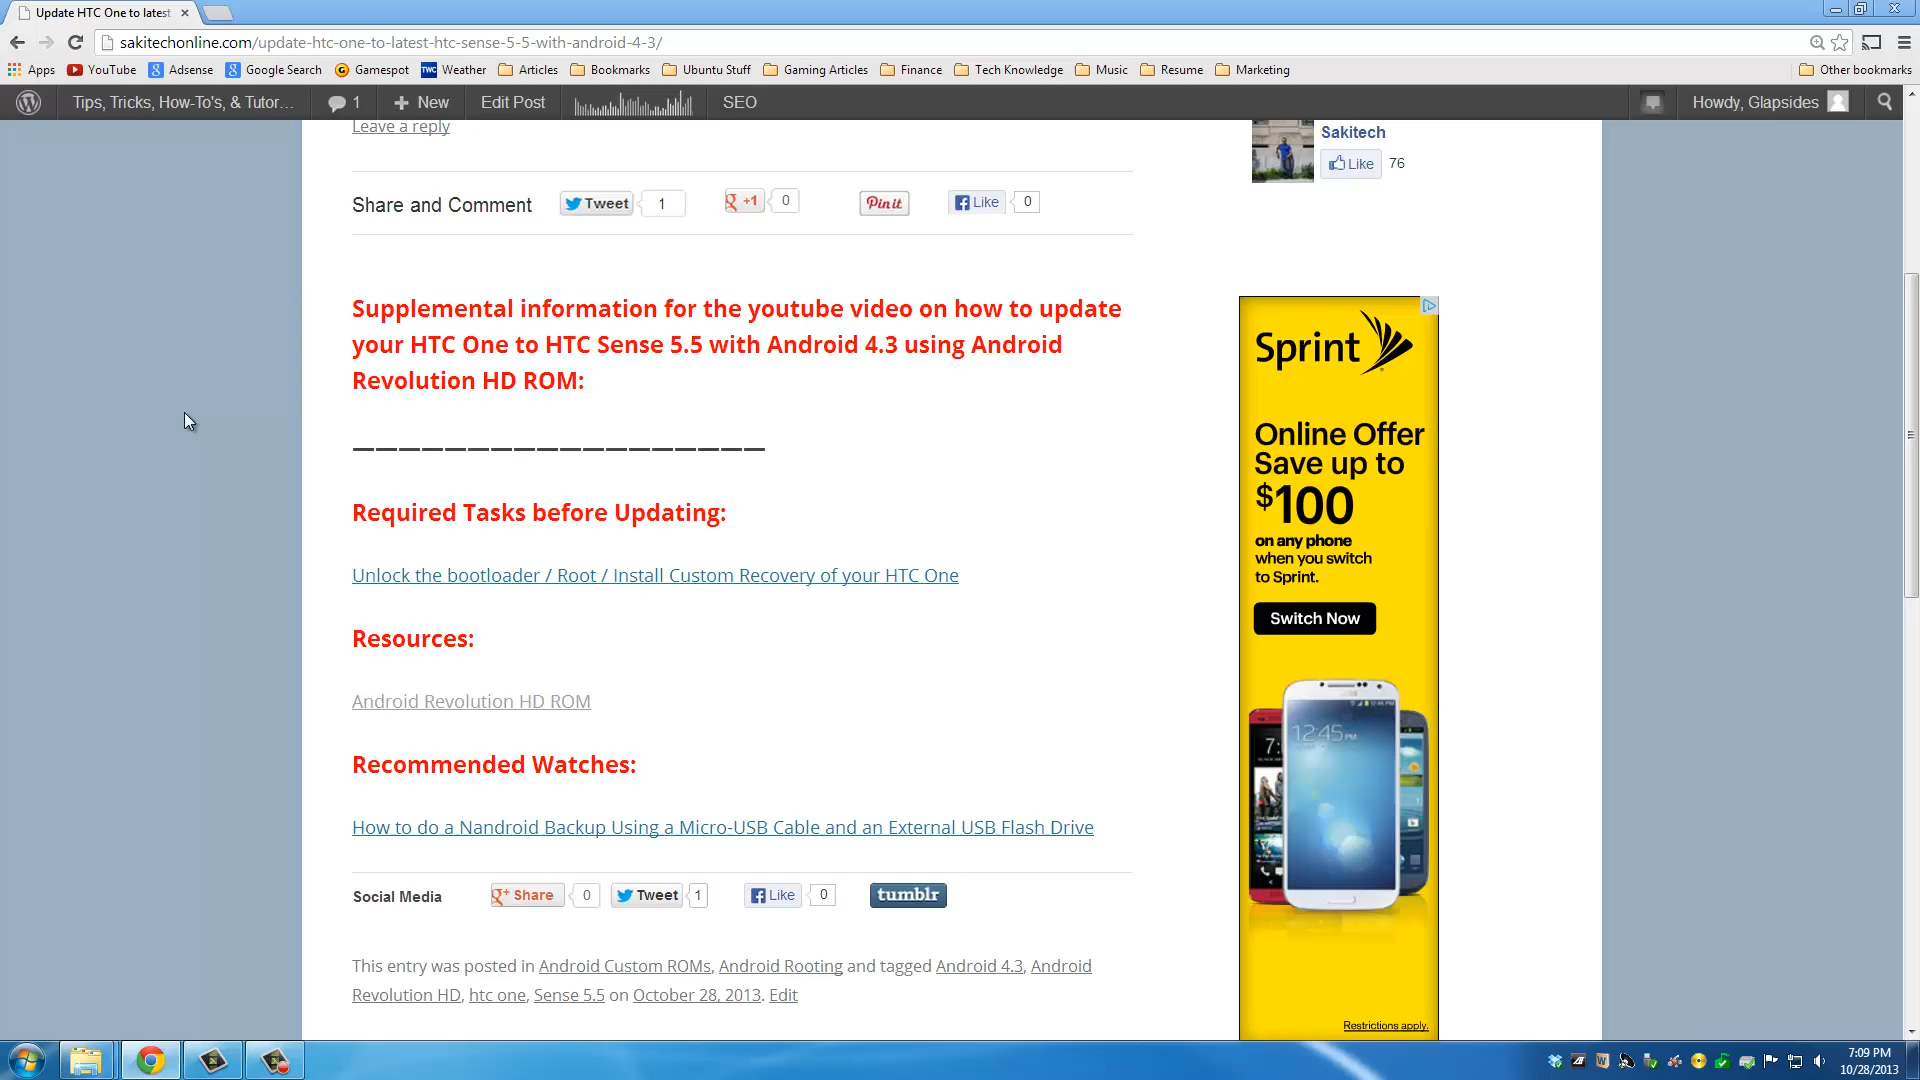 Update HTC One to latest
sakitechonline.com/update-htc-one-to-latest-htc-sense-5-5-with-android-4-3/
Apps YouTube Adsense Google Search Gamespot Weather Articles Bookmarks Ubuntu Stuff Gaming Articles Finance Tech Knowledge Music Resume Marketing Other bookmarks
Tips, Tricks, How-To's, & Tutor... 1 New Edit Post SEO Howdy, Glapsides
Leave a reply
Sakitech
Like 76
Share and Comment Tweet 1 +1 0 Pin it Like 0
Supplemental information for the youtube video on how to update
your HTC One to HTC Sense 5.5 with Android 4.3 using Android
Revolution HD ROM:
——————————————————
Required Tasks before Updating:
Unlock the bootloader / Root / Install Custom Recovery of your HTC One
Resources:
Android Revolution HD ROM
Recommended Watches:
How to do a Nandroid Backup Using a Micro-USB Cable and an External USB Flash Drive
Social Media Share 0 Tweet 1 Like 0 tumblr
This entry was posted in Android Custom ROMs, Android Rooting and tagged Android 4.3, Android
Revolution HD, htc one, Sense 5.5 on October 28, 2013. Edit
Sprint
Online Offer
Save up to
$100
on any phone
when you switch
to Sprint.
Switch Now
12:45 PM
Restrictions apply.
7:09 PM
10/28/2013